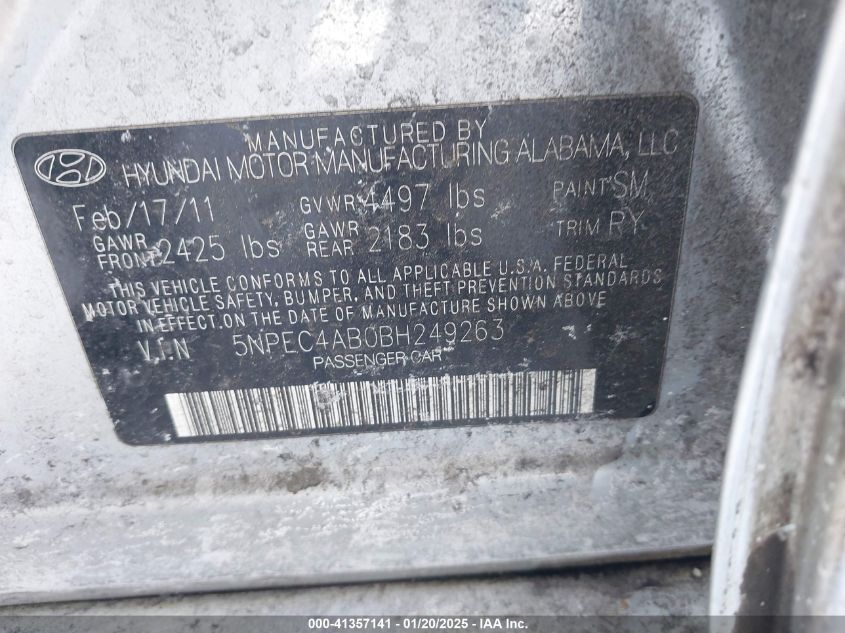 MANUFACTURED BY
HYUNDAI MOTOR MANUFACTURING ALABAMA, LLC
Feb/17/11 GVWR 4497 lbs PAINT SM
GAWR FRONT 2425 lbs GAWR REAR 2183 lbs TRIM RY
THIS VEHICLE CONFORMS TO ALL APPLICABLE U.S.A. FEDERAL
MOTOR VEHICLE SAFETY, BUMPER, AND THEFT PREVENTION STANDARDS
IN EFFECT ON THE DATE OF MANUFACTURE SHOWN ABOVE
V.I.N 5NPEC4AB0BH249263
PASSENGER CAR
000-41357141 - 01/20/2025 - IAA Inc.